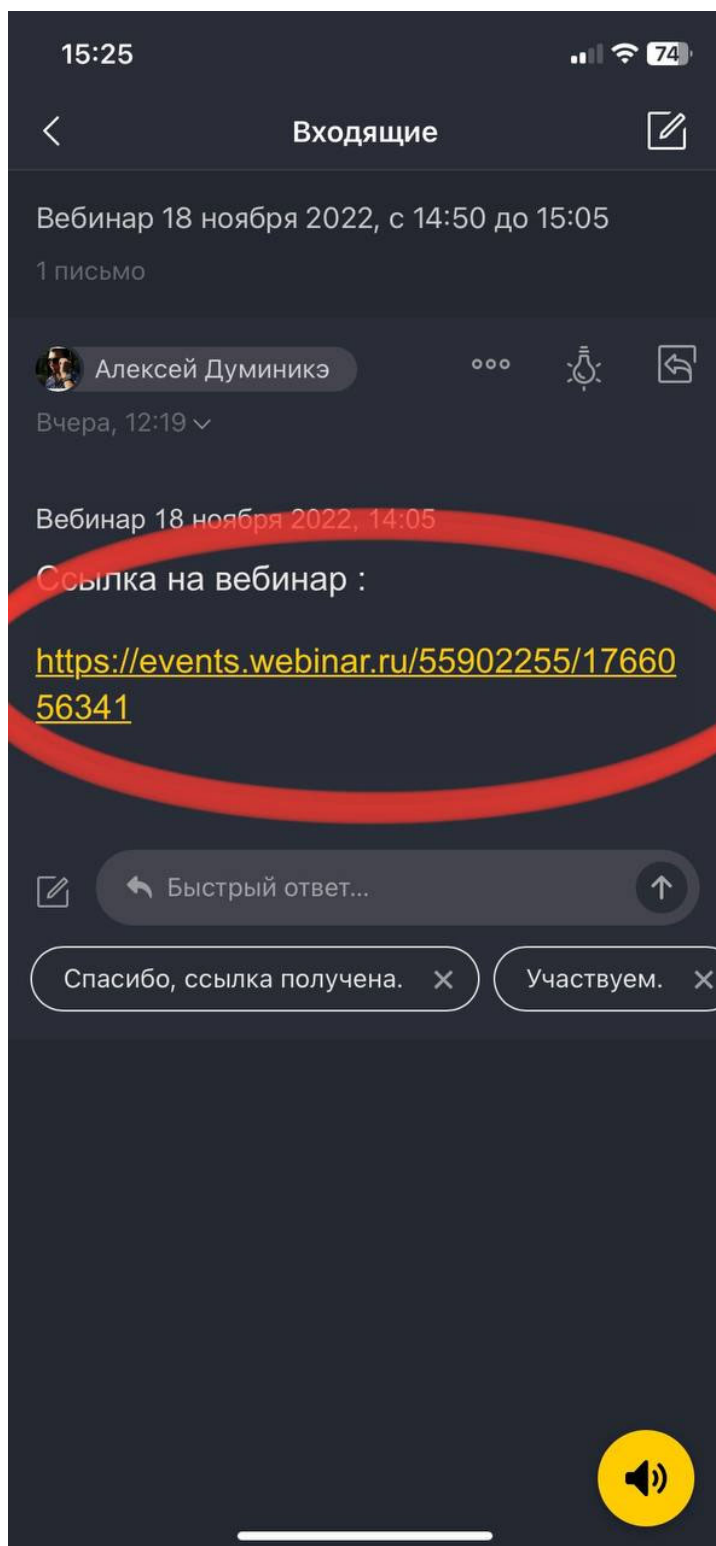 15:25
74
Входящие
Вебинар 18 ноября 2022, с 14:50 до 15:05
1 письмо
Алексей Думиникэ
Вчера, 12:19
Вебинар 18 ноября 2022, 14:05
Ссылка на вебинар :
https://events.webinar.ru/55902255/17660
56341
Быстрый ответ...
Спасибо, ссылка получена.
Участвуем.